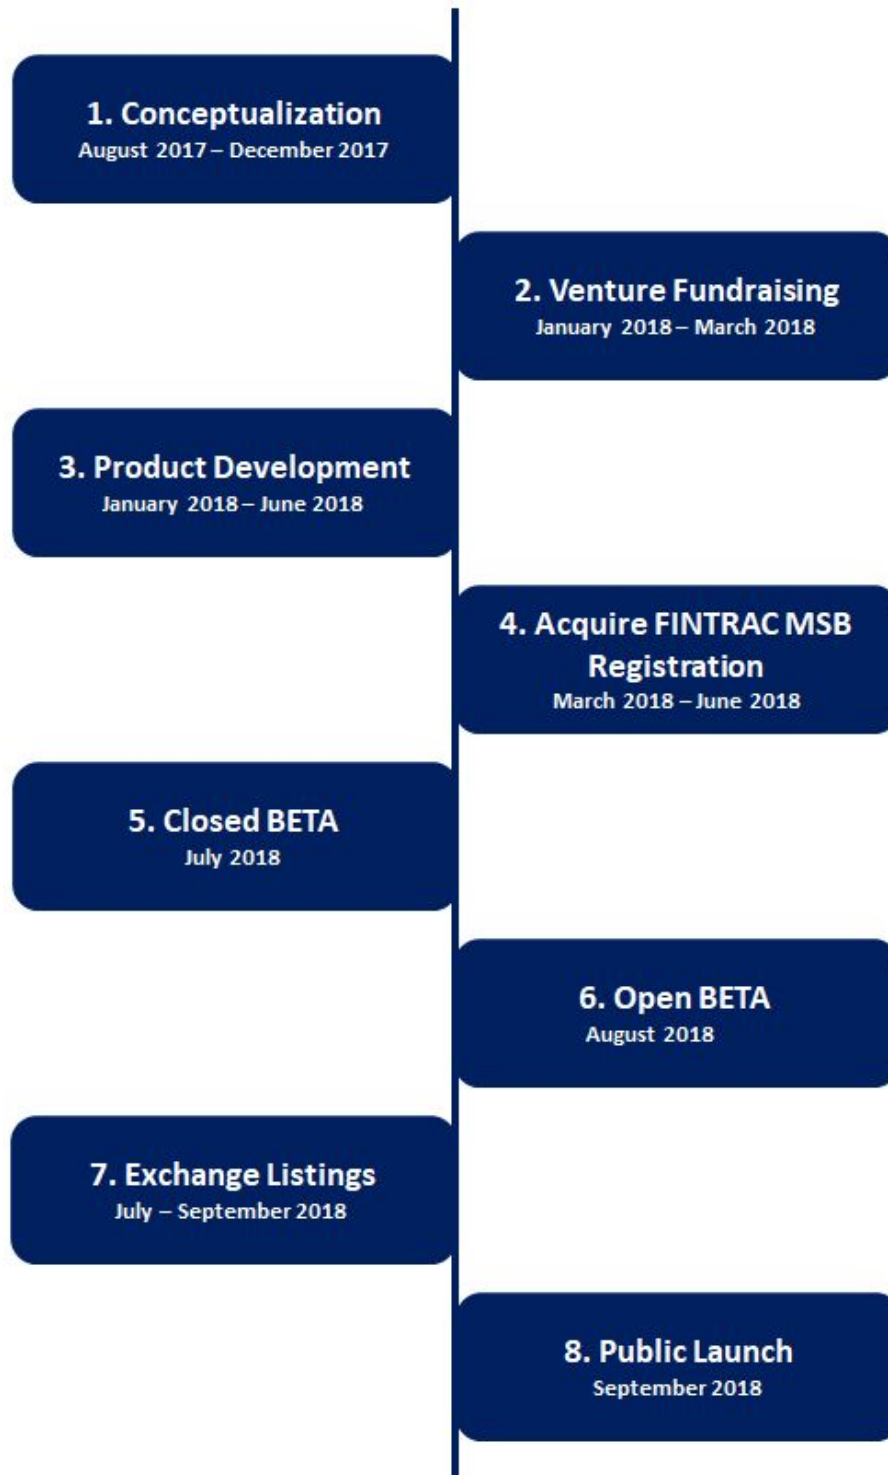 1. Conceptualization
August 2017 – December 2017
2. Venture Fundraising
January 2018 – March 2018
3. Product Development
January 2018 – June 2018
4. Acquire FINTRAC MSB
Registration
March 2018 – June 2018
5. Closed BETA
July 2018
6. Open BETA
August 2018
7. Exchange Listings
July – September 2018
8. Public Launch
September 2018